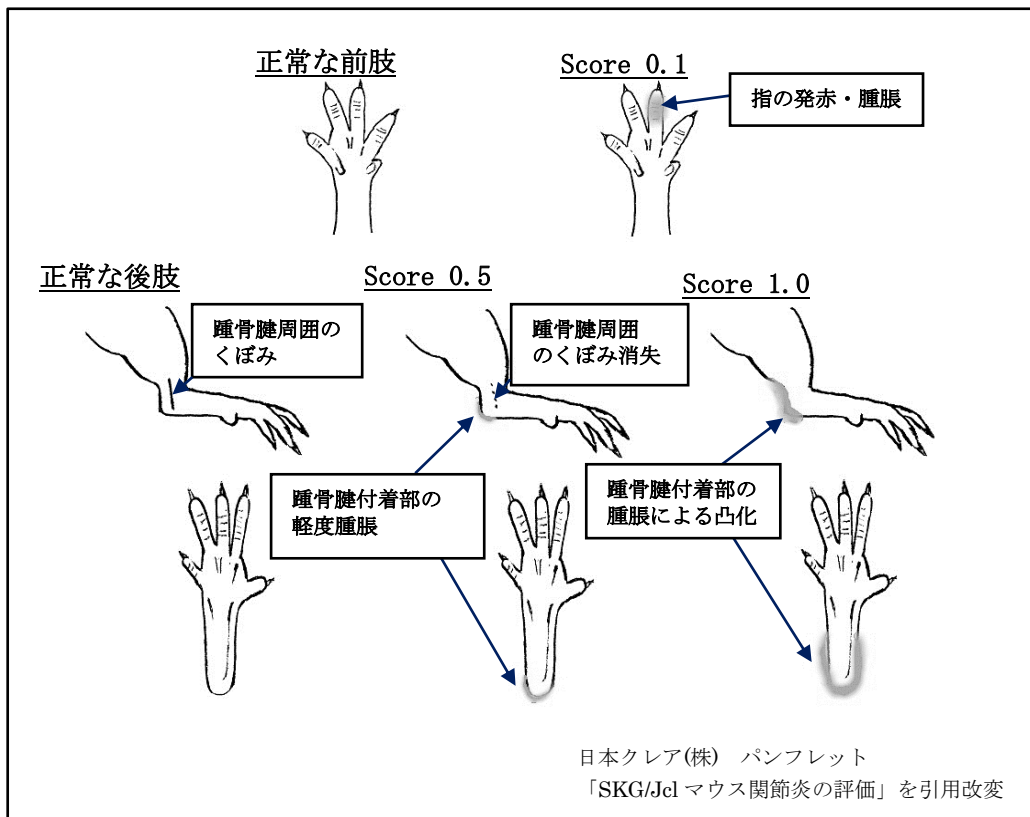 正常な前肢
Score 0.1
指の発赤・腫脹
正常な後肢
Score 0.5
Score 1.0
踵骨腱周囲の
くぼみ
踵骨腱周囲
のくぼみ消失
踵骨腱付着部の
軽度腫脹
踵骨腱付着部の
腫脹による凸化
日本クレア(株)　パンフレット
「SKG/Jcl マウス関節炎の評価」を引用改変